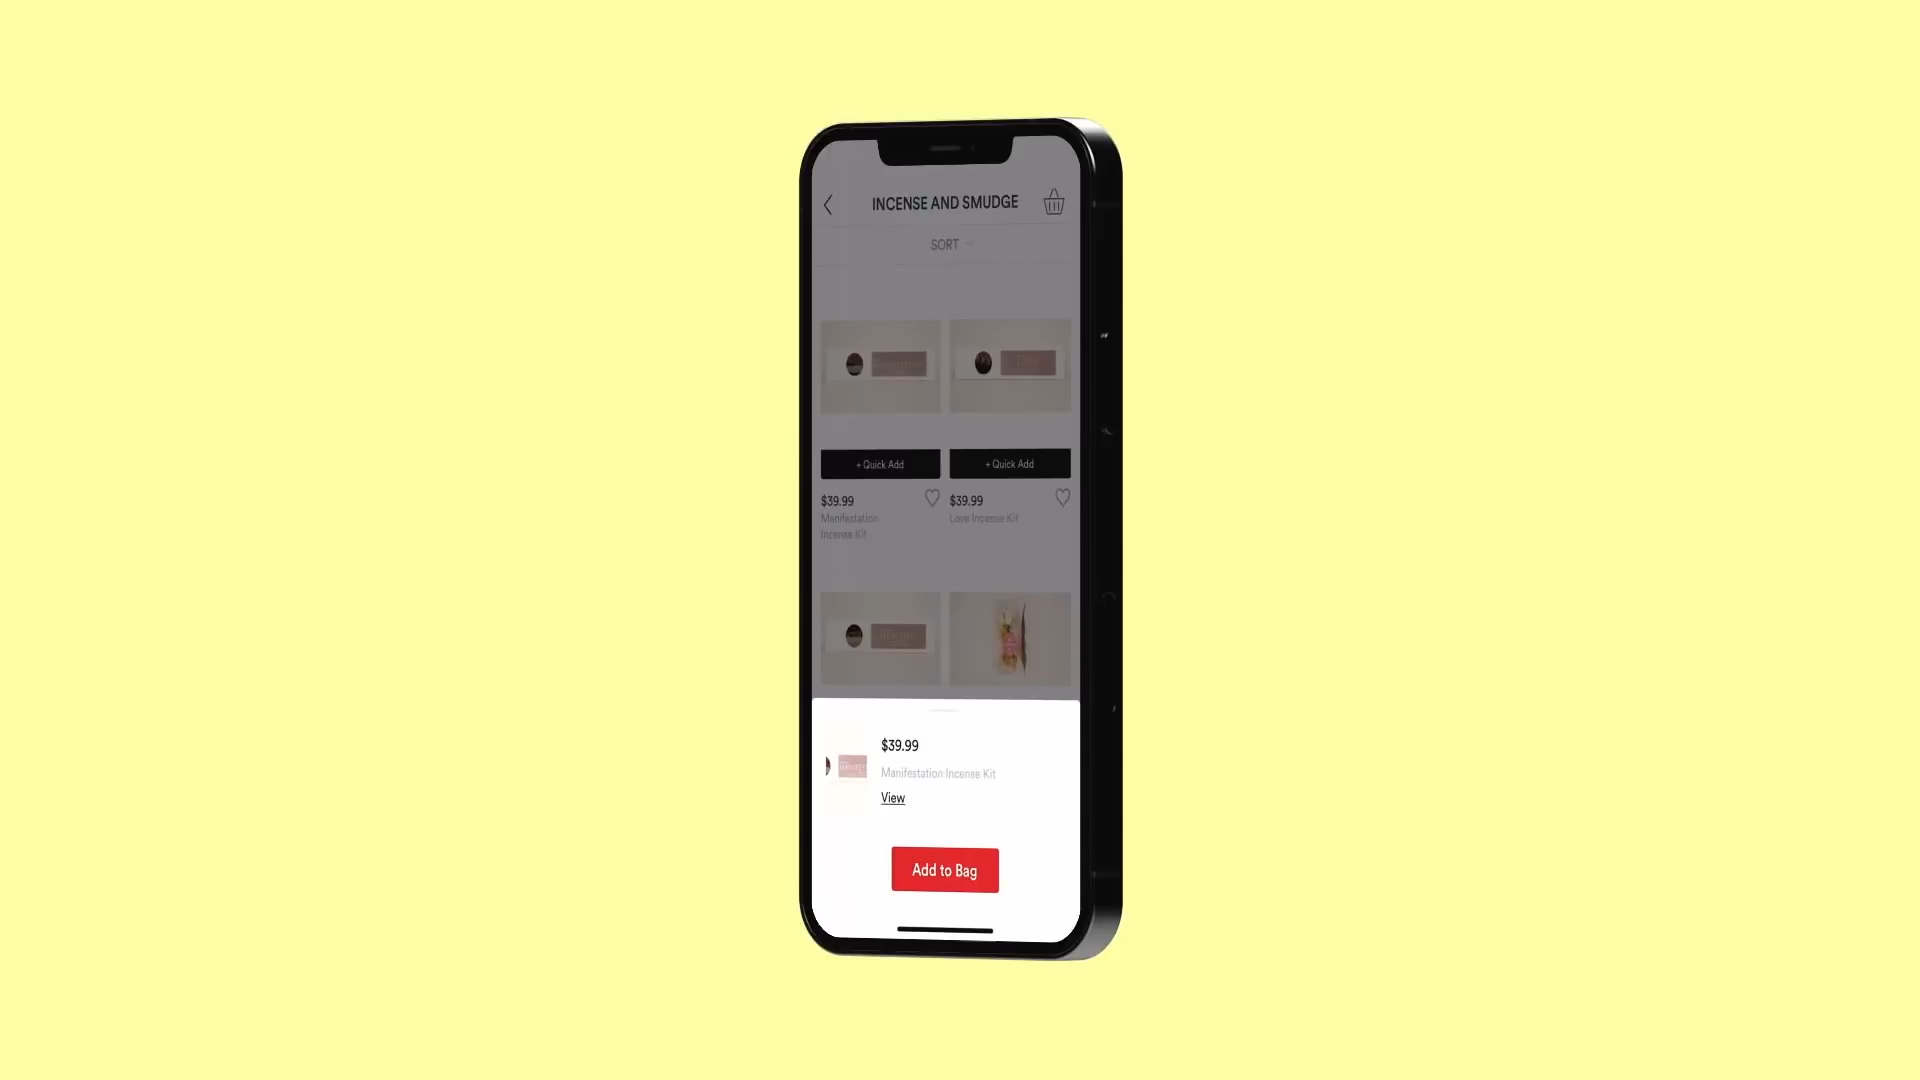 INCENSE AND SMUDGE
SORT
+ Quick Add
+ Quick Add
$39.99
$39.99
Manifestation
Incense Kit
Love Incense Kit
$39.99
Manifestation Incense Kit
View
Add to Bag